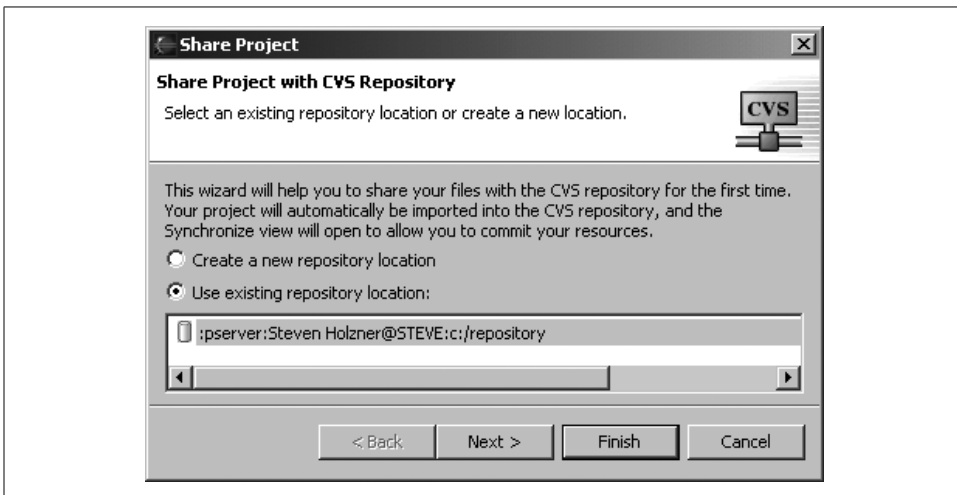 Share Project
Share Project with CVS Repository
Select an existing repository location or create a new location.
CVS
This wizard will help you to share your files with the CVS repository for the first time.
Your project will automatically be imported into the CVS repository, and the
Synchronize view will open to allow you to commit your resources.
Create a new repository location
Use existing repository location:
:pserver:Steven Holzner@STEVE:c:/repository
< Back Next > Finish Cancel